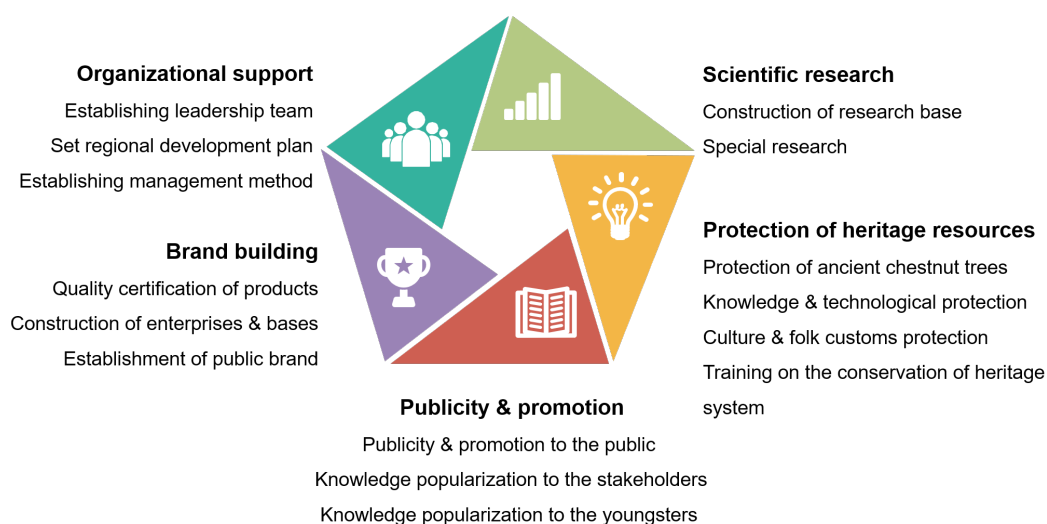 Organizational support
Establishing leadership team
Set regional development plan
Establishing management method
Scientific research
Construction of research base
Special research
Brand building
Quality certification of products
Construction of enterprises & bases
Establishment of public brand
Protection of heritage resources
Protection of ancient chestnut trees
Knowledge & technological protection
Culture & folk customs protection
Training on the conservation of heritage
system
Publicity & promotion
Publicity & promotion to the public
Knowledge popularization to the stakeholders
Knowledge popularization to the youngsters